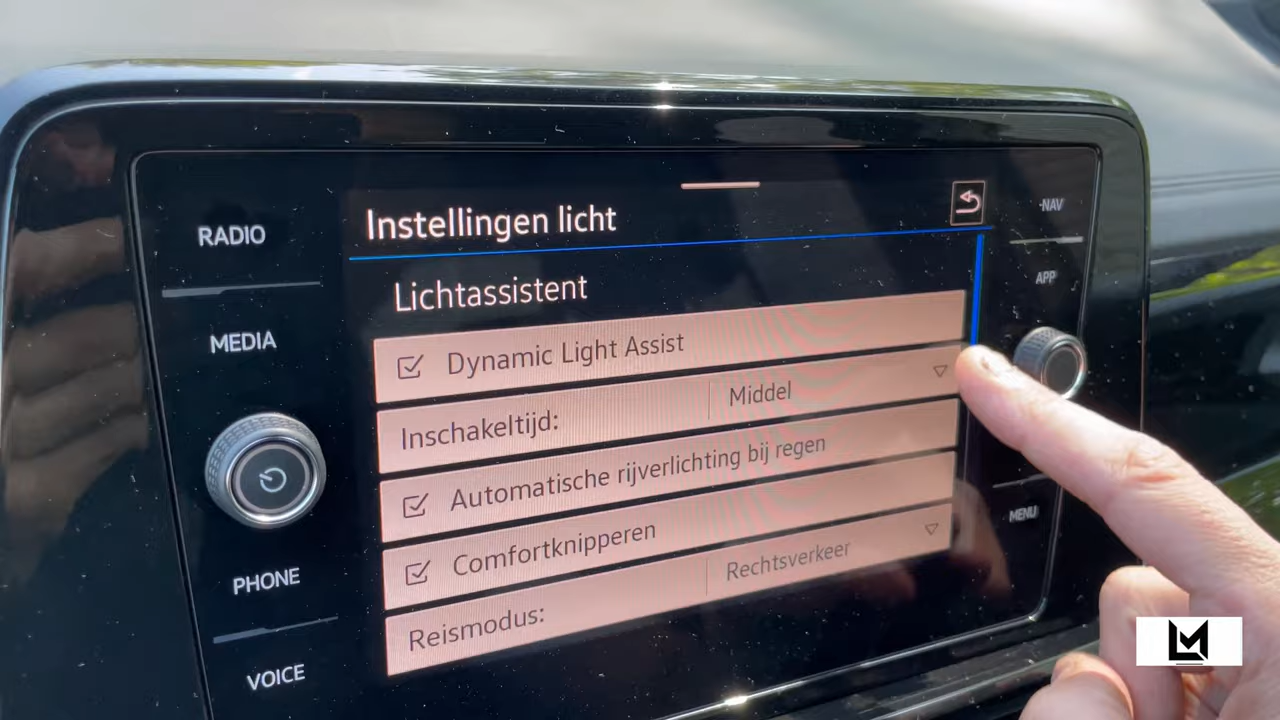 RADIO
MEDIA
PHONE
VOICE
Instellingen licht
Lichtassistent
Dynamic Light Assist
Inschakeltijd: Middel
Automatische rijverlichting bij regen
Comfortknipperen
Reismodus: Rechtsverkeer
NAV
APP
MENU
LM